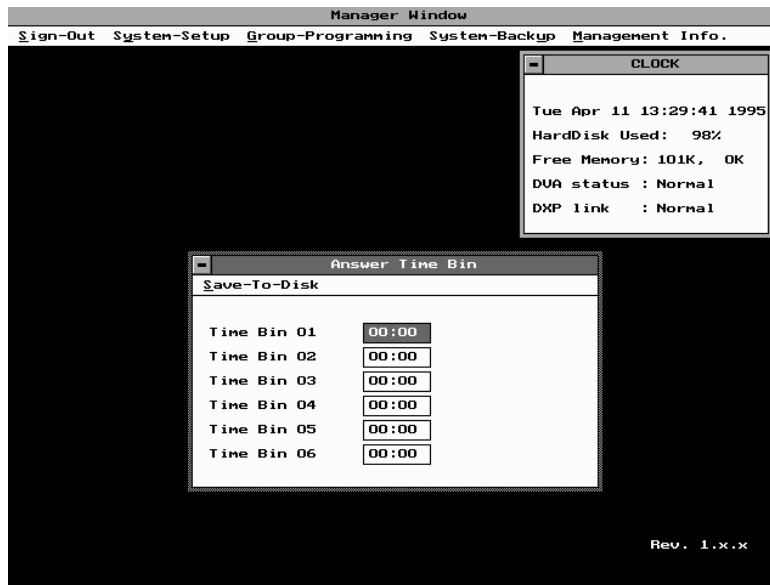 Manager Window
Sign-Out System-Setup Group-Programming System-Backup Management Info.
CLOCK
Tue Apr 11 13:29:41 1995
HardDisk Used: 98%
Free Memory: 101K, OK
DVA status : Normal
DXP link : Normal
Answer Time Bin
Save-To-Disk
Time Bin 01 00:00
Time Bin 02 00:00
Time Bin 03 00:00
Time Bin 04 00:00
Time Bin 05 00:00
Time Bin 06 00:00
Rev. 1.x.x